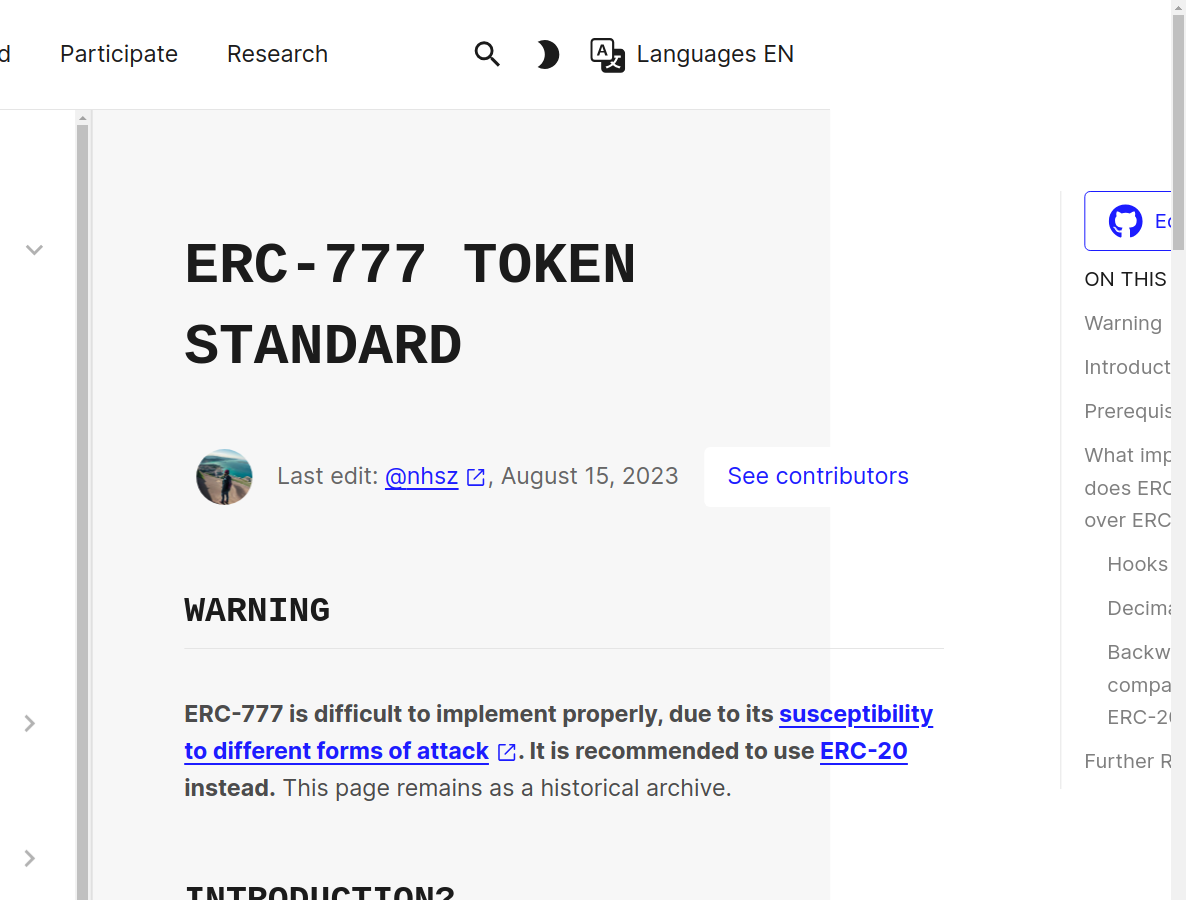 Participate Research Languages EN
ERC-777 TOKEN
STANDARD
Last edit: @nhsz , August 15, 2023 See contributors
WARNING
ERC-777 is difficult to implement properly, due to its susceptibility
to different forms of attack . It is recommended to use ERC-20
instead. This page remains as a historical archive.
INTRODUCTION?
ON THIS
Warning
Introduct
Prerequis
What imp
does ERC
over ERC
Hooks
Decima
Backw
compa
ERC-20
Further R